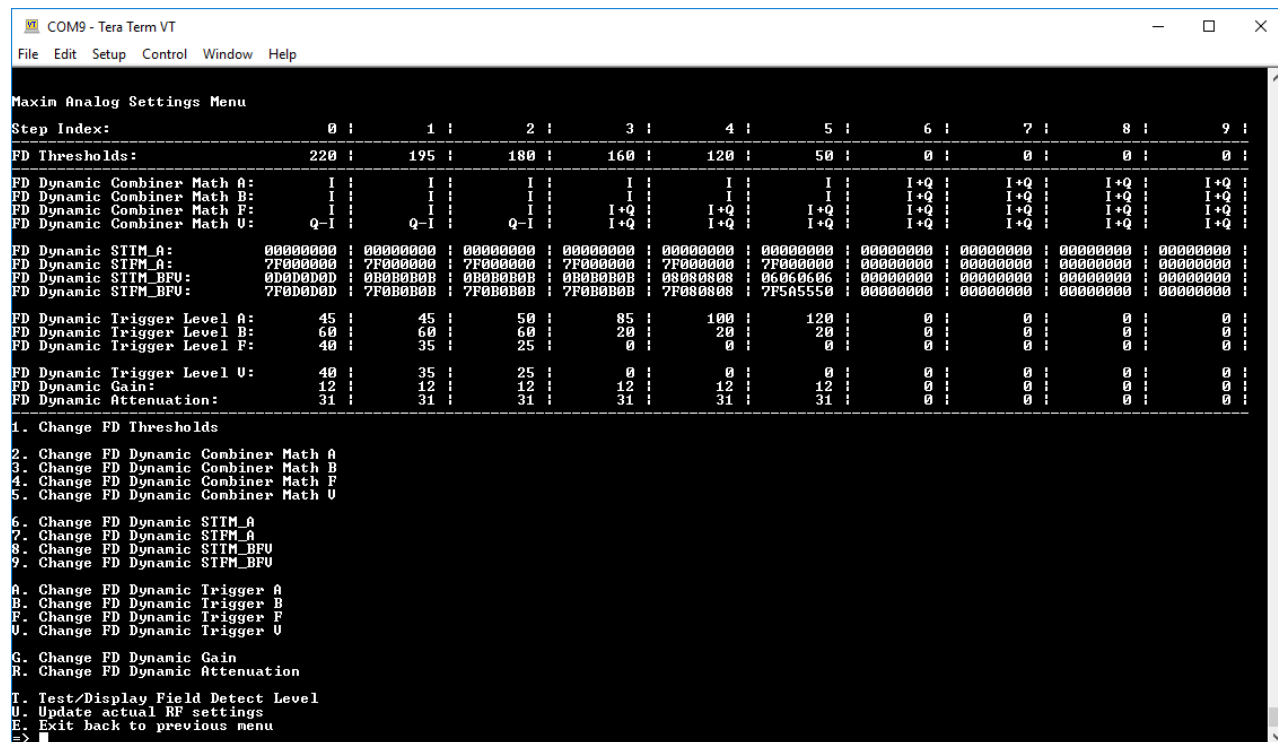 COM9 - Tera Term VT
File Edit Setup Control Window Help
Maxim Analog Settings Menu
Step Index: 0 ¦ 1 ¦ 2 ¦ 3 ¦ 4 ¦ 5 ¦ 6 ¦ 7 ¦ 8 ¦ 9 ¦
FD Thresholds: 220 ¦ 195 ¦ 180 ¦ 160 ¦ 120 ¦ 50 ¦ 0 ¦ 0 ¦ 0 ¦ 0 ¦
FD Dynamic Combiner Math A: I ¦ I ¦ I ¦ I ¦ I ¦ I ¦ I+Q ¦ I+Q ¦ I+Q ¦ I+Q ¦
FD Dynamic Combiner Math B: I ¦ I ¦ I ¦ I ¦ I ¦ I ¦ I+Q ¦ I+Q ¦ I+Q ¦ I+Q ¦
FD Dynamic Combiner Math F: I ¦ I ¦ I ¦ I+Q ¦ I+Q ¦ I+Q ¦ I+Q ¦ I+Q ¦ I+Q ¦ I+Q ¦
FD Dynamic Combiner Math V: Q-I ¦ Q-I ¦ Q-I ¦ I+Q ¦ I+Q ¦ I+Q ¦ I+Q ¦ I+Q ¦ I+Q ¦ I+Q ¦
FD Dynamic STTM_A: 00000000 ¦ 00000000 ¦ 00000000 ¦ 00000000 ¦ 00000000 ¦ 00000000 ¦ 00000000 ¦ 00000000 ¦ 00000000 ¦ 00000000 ¦
FD Dynamic STFM_A: 7F000000 ¦ 7F000000 ¦ 7F000000 ¦ 7F000000 ¦ 7F000000 ¦ 7F000000 ¦ 00000000 ¦ 00000000 ¦ 00000000 ¦ 00000000 ¦
FD Dynamic STTM_BFV: 0D0D0D0D ¦ 0B0B0B0B ¦ 0B0B0B0B ¦ 0B0B0B0B ¦ 08080808 ¦ 06060606 ¦ 00000000 ¦ 00000000 ¦ 00000000 ¦ 00000000 ¦
FD Dynamic STFM_BFV: 7F0D0D0D ¦ 7F0B0B0B ¦ 7F0B0B0B ¦ 7F0B0B0B ¦ 7F080808 ¦ 7F5A5550 ¦ 00000000 ¦ 00000000 ¦ 00000000 ¦ 00000000 ¦
FD Dynamic Trigger Level A: 45 ¦ 45 ¦ 50 ¦ 85 ¦ 100 ¦ 120 ¦ 0 ¦ 0 ¦ 0 ¦ 0 ¦
FD Dynamic Trigger Level B: 60 ¦ 60 ¦ 60 ¦ 20 ¦ 20 ¦ 20 ¦ 0 ¦ 0 ¦ 0 ¦ 0 ¦
FD Dynamic Trigger Level F: 40 ¦ 35 ¦ 25 ¦ 0 ¦ 0 ¦ 0 ¦ 0 ¦ 0 ¦ 0 ¦ 0 ¦
FD Dynamic Trigger Level V: 40 ¦ 35 ¦ 25 ¦ 0 ¦ 0 ¦ 0 ¦ 0 ¦ 0 ¦ 0 ¦ 0 ¦
FD Dynamic Gain: 12 ¦ 12 ¦ 12 ¦ 12 ¦ 12 ¦ 12 ¦ 0 ¦ 0 ¦ 0 ¦ 0 ¦
FD Dynamic Attenuation: 31 ¦ 31 ¦ 31 ¦ 31 ¦ 31 ¦ 31 ¦ 0 ¦ 0 ¦ 0 ¦ 0 ¦
1. Change FD Thresholds
2. Change FD Dynamic Combiner Math A
3. Change FD Dynamic Combiner Math B
4. Change FD Dynamic Combiner Math F
5. Change FD Dynamic Combiner Math V
6. Change FD Dynamic STTM_A
7. Change FD Dynamic STFM_A
8. Change FD Dynamic STTM_BFV
9. Change FD Dynamic STFM_BFV
A. Change FD Dynamic Trigger A
B. Change FD Dynamic Trigger B
F. Change FD Dynamic Trigger F
V. Change FD Dynamic Trigger V
G. Change FD Dynamic Gain
R. Change FD Dynamic Attenuation
T. Test/Display Field Detect Level
U. Update actual RF settings
E. Exit back to previous menu
=>